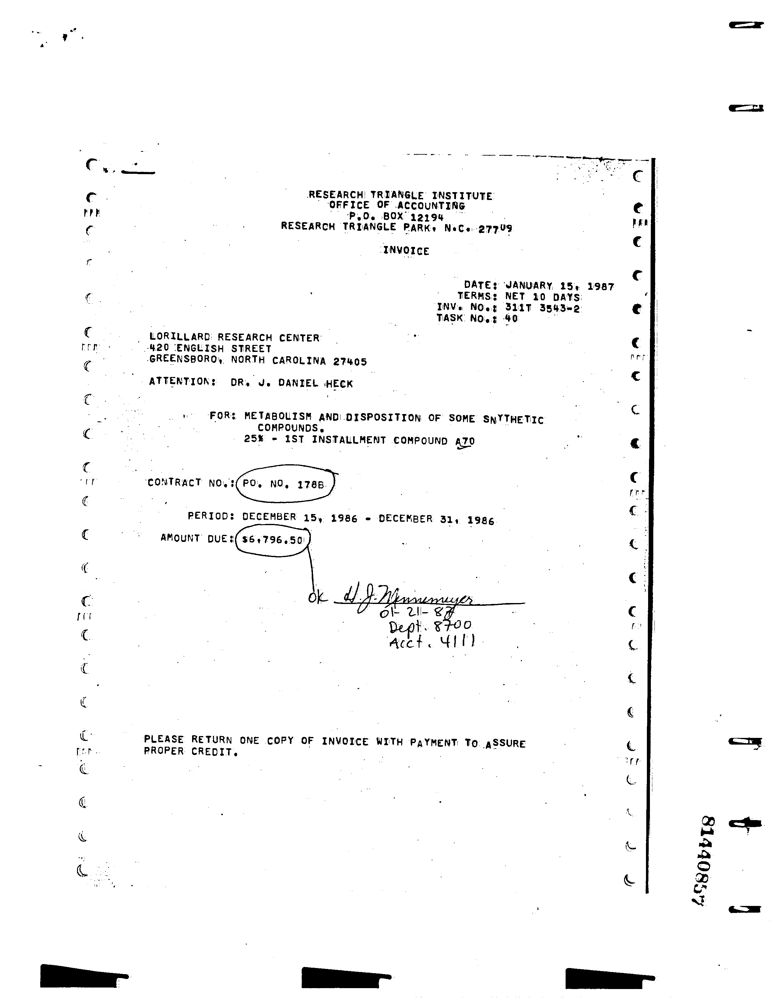 RESEARCH TRIANGLE INSTITUTE
OFFICE OF ACCOUNTING
P.O. BOX 12194
RESEARCH TRIANGLE PARK, N.C. 27709
INVOICE
DATE: JANUARY 15, 1987
TERMS: NET 10 DAYS
INV. NO.: 311T 3543-2
TASK NO.: 40
LORILLARD RESEARCH CENTER
420 ENGLISH STREET
GREENSBORO, NORTH CAROLINA 27405
ATTENTION: DR. J. DANIEL HECK
FOR: METABOLISM AND DISPOSITION OF SOME SNYTHETIC
COMPOUNDS.
25% - 1ST INSTALLMENT COMPOUND A70
CONTRACT NO.: PO. NO. 178B
PERIOD: DECEMBER 15, 1986 - DECEMBER 31, 1986
AMOUNT DUE: $6,796.50
ok H.J. Minnemeyer
01-21-87
Dept. 8700
Acct. 4111
PLEASE RETURN ONE COPY OF INVOICE WITH PAYMENT TO ASSURE
PROPER CREDIT.
81440857